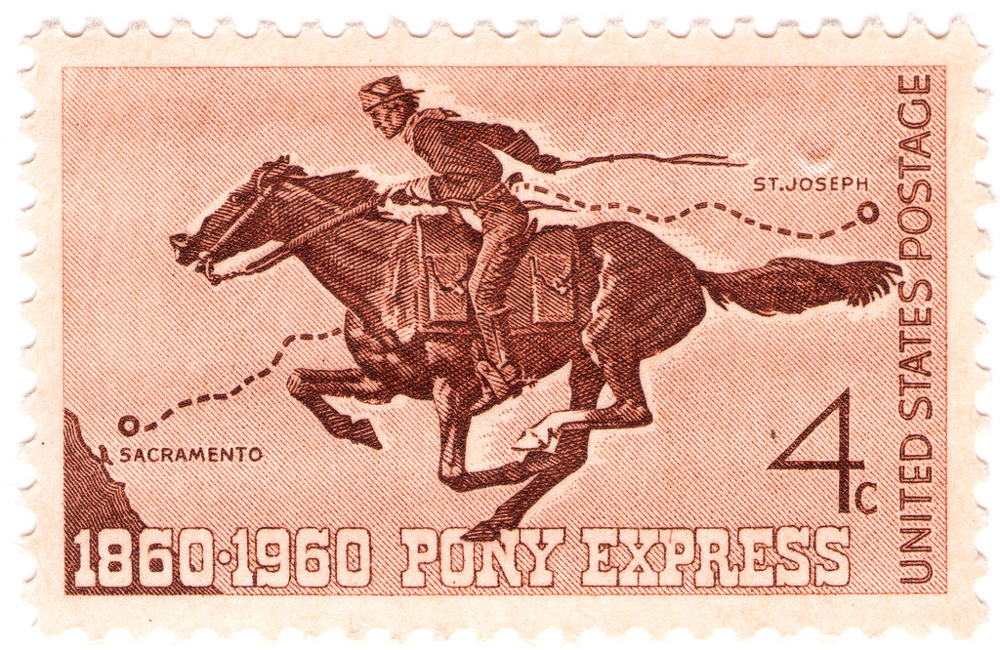 ST.JOSEPH
UNITED STATES POSTAGE
SACRAMENTO
4c
1860·1960 PONY EXPRESS